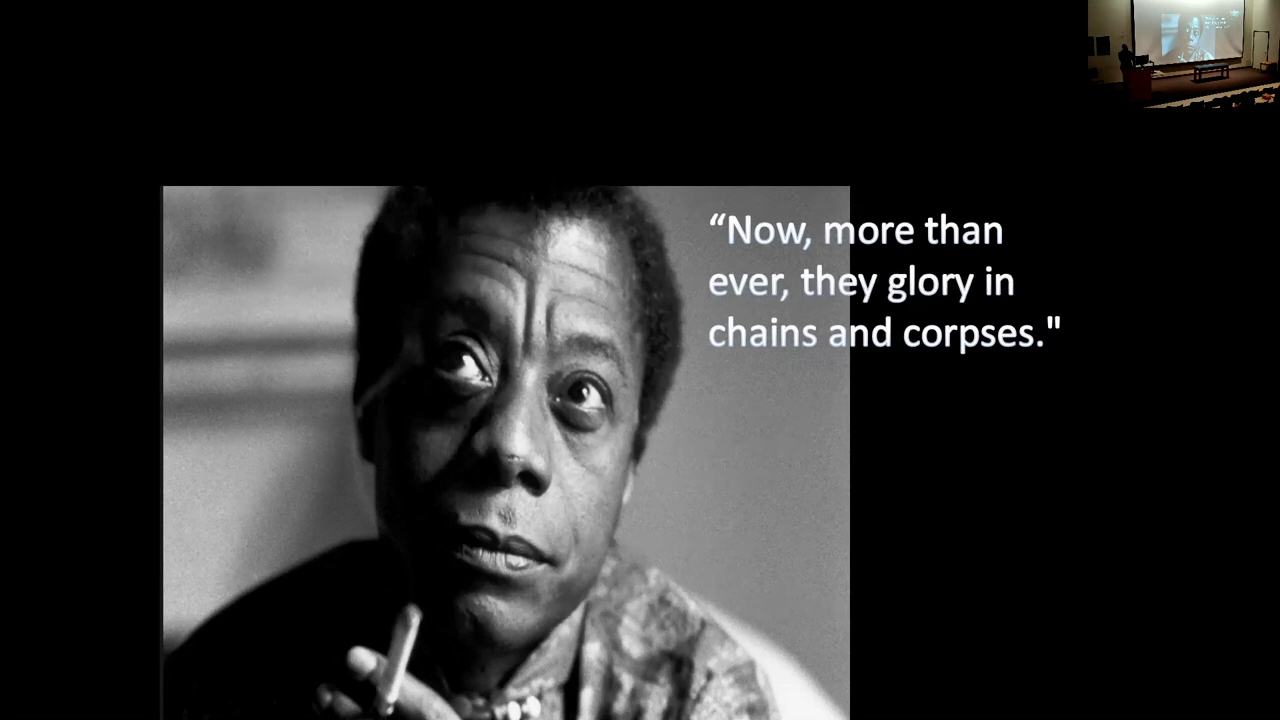 “Now, more than
ever, they glory in
chains and corpses."